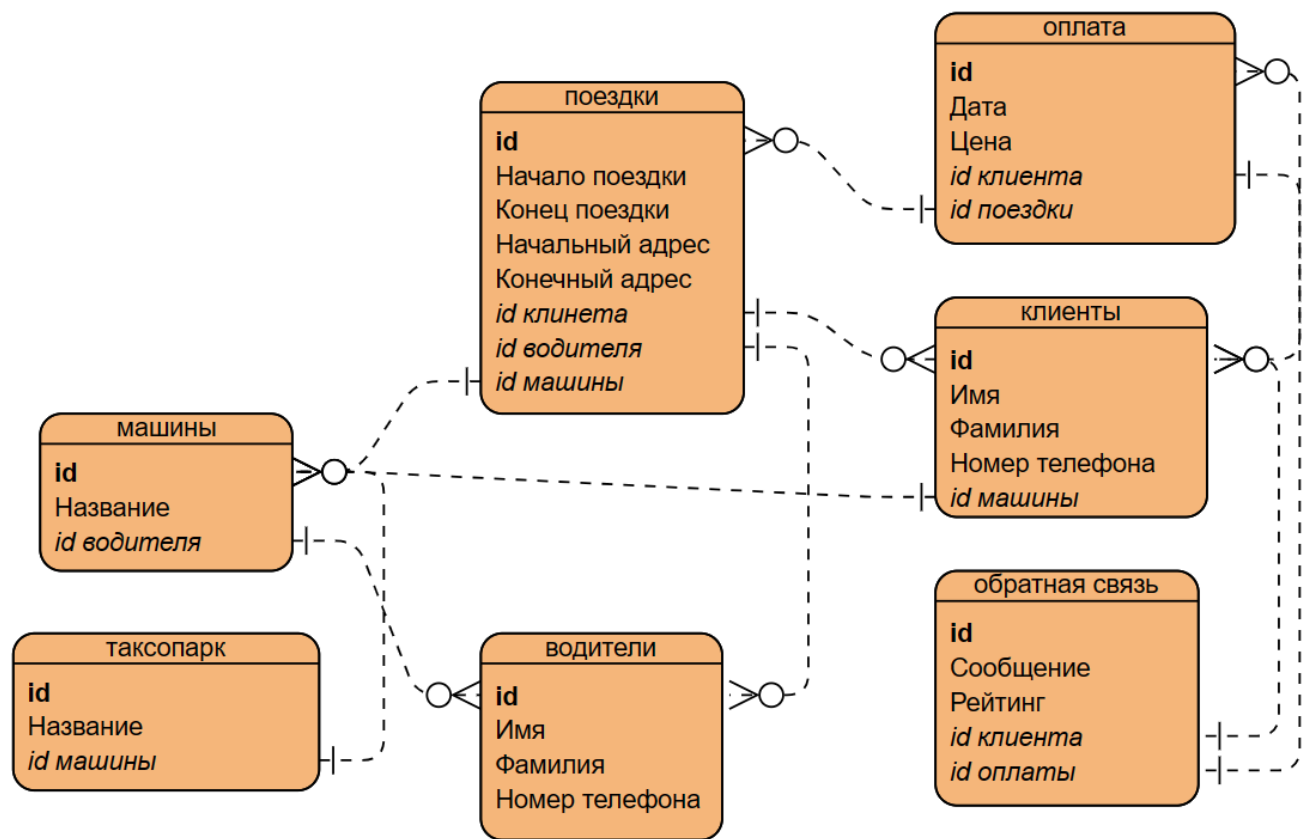 оплата
id
Дата
Цена
id клиента
id поездки
поездки
id
Начало поездки
Конец поездки
Начальный адрес
Конечный адрес
id клинета
id водителя
id машины
клиенты
id
Имя
Фамилия
Номер телефона
id машины
машины
id
Название
id водителя
обратная связь
id
Сообщение
Рейтинг
id клиента
id оплаты
таксопарк
id
Название
id машины
водители
id
Имя
Фамилия
Номер телефона